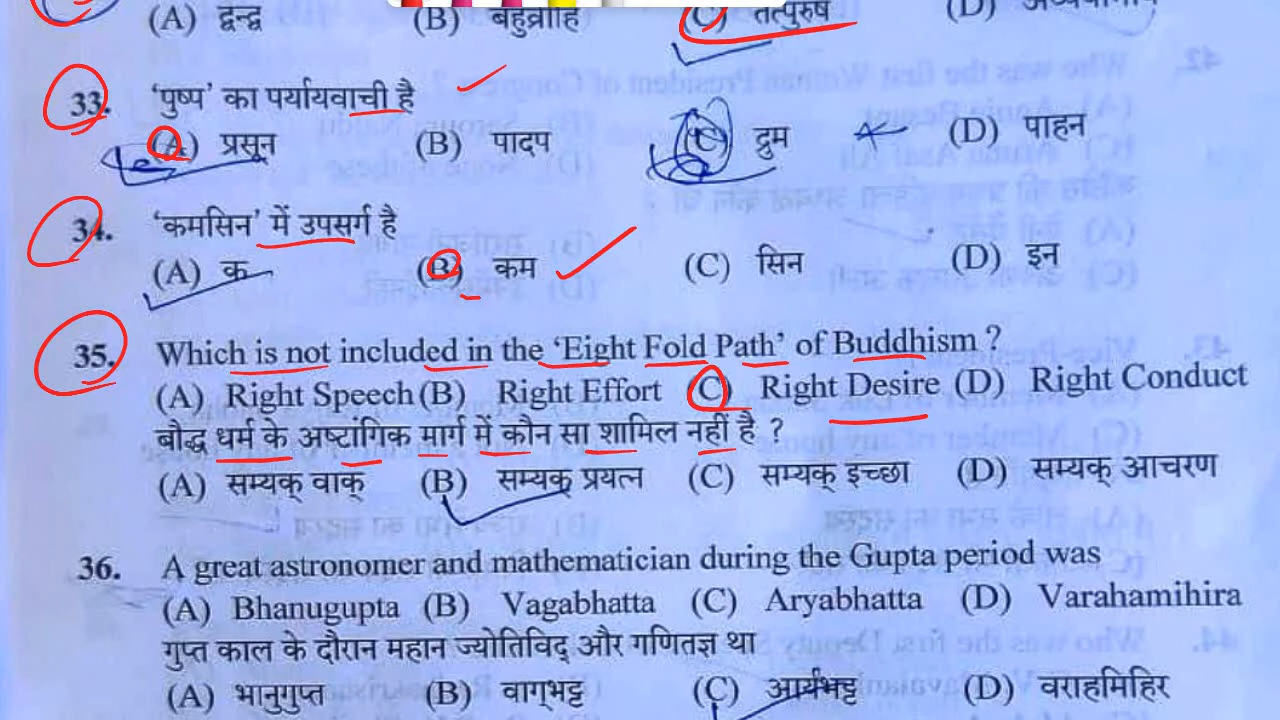 (A) द्वन्द्व (B) बहुव्रीहि (C) तत्पुरुष (D)
33. ‘पुष्प’ का पर्यायवाची है
(A) प्रसून (B) पादप (C) द्रुम (D) पाहन
34. ‘कमसिन’ में उपसर्ग है
(A) क (B) कम (C) सिन (D) इन
35. Which is not included in the ‘Eight Fold Path’ of Buddhism ?
(A) Right Speech (B) Right Effort (C) Right Desire (D) Right Conduct
बौद्ध धर्म के अष्टांगिक मार्ग में कौन सा शामिल नहीं है ?
(A) सम्यक् वाक् (B) सम्यक् प्रयत्न (C) सम्यक् इच्छा (D) सम्यक् आचरण
36. A great astronomer and mathematician during the Gupta period was
(A) Bhanugupta (B) Vagabhatta (C) Aryabhatta (D) Varahamihira
गुप्त काल के दौरान महान ज्योतिविद् और गणितज्ञ था
(A) भानुगुप्त (B) वाग्भट्ट (C) आर्यभट्ट (D) वराहमिहिर